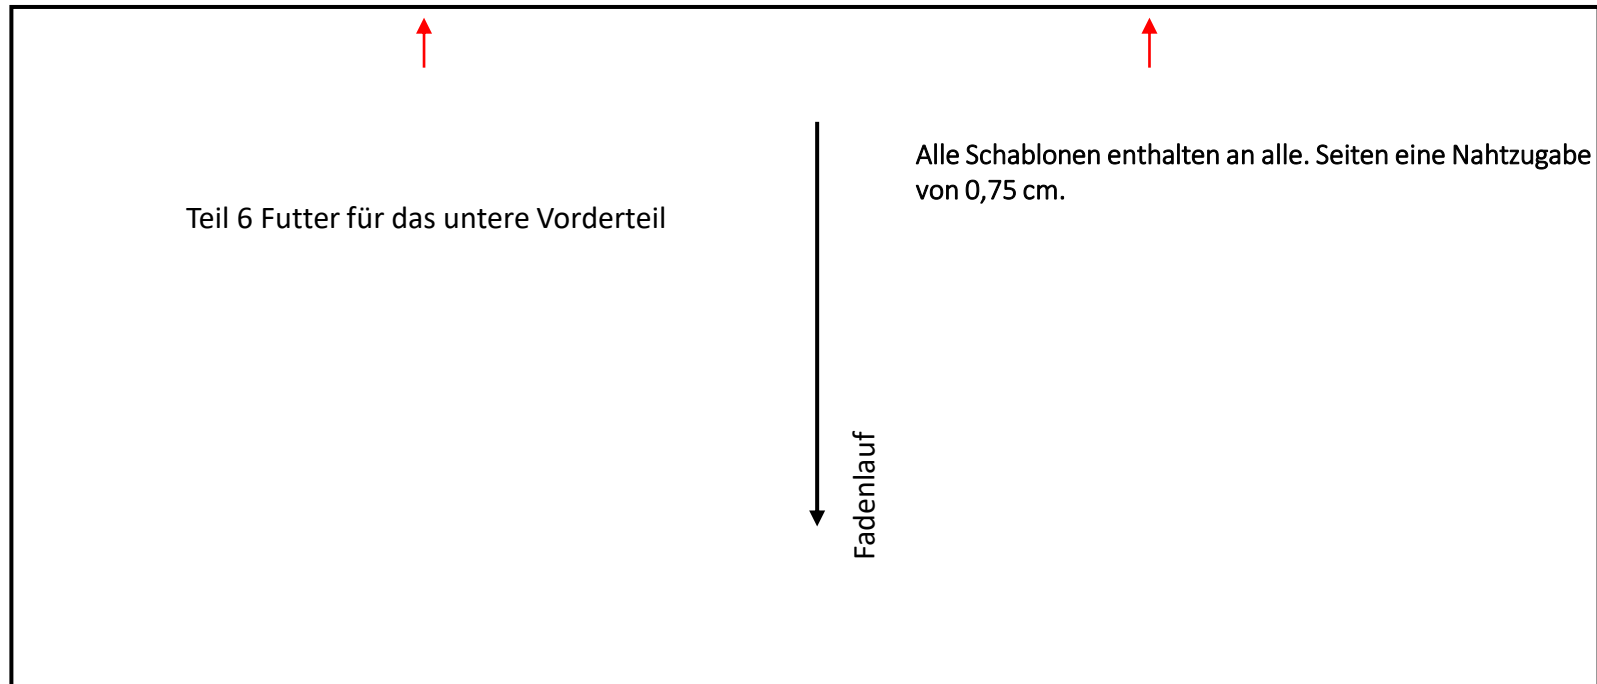 Alle Schablonen enthalten an alle. Seiten eine Nahtzugabe
von 0,75 cm.
Teil 6 Futter für das untere Vorderteil
Fadenlauf